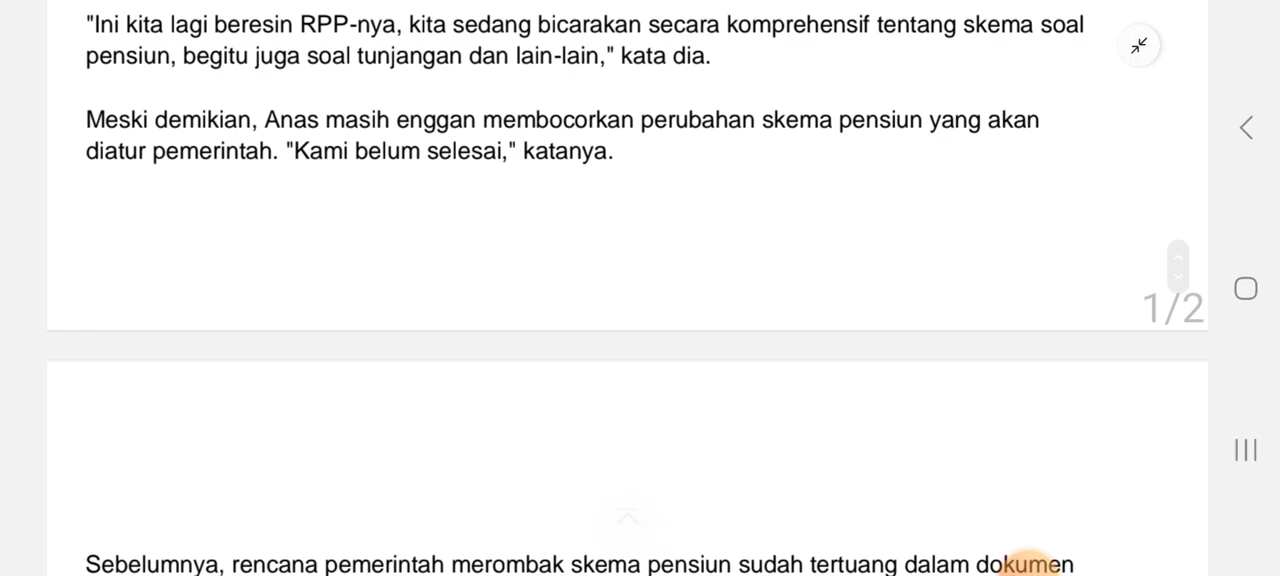 "Ini kita lagi beresin RPP-nya, kita sedang bicarakan secara komprehensif tentang skema soal
pensiun, begitu juga soal tunjangan dan lain-lain," kata dia.
Meski demikian, Anas masih enggan membocorkan perubahan skema pensiun yang akan
diatur pemerintah. "Kami belum selesai," katanya.
1/2
Sebelumnya, rencana pemerintah merombak skema pensiun sudah tertuang dalam dokumen